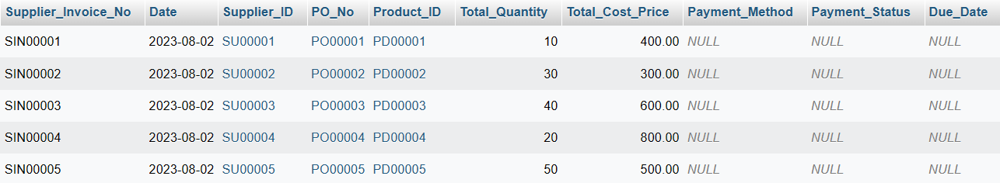 Supplier_Invoice_No Date Supplier_ID PO_No Product_ID Total_Quantity Total_Cost_Price Payment_Method Payment_Status Due_Date
SIN00001 2023-08-02 SU00001 PO00001 PD00001 10 400.00 NULL NULL NULL
SIN00002 2023-08-02 SU00002 PO00002 PD00002 30 300.00 NULL NULL NULL
SIN00003 2023-08-02 SU00003 PO00003 PD00003 40 600.00 NULL NULL NULL
SIN00004 2023-08-02 SU00004 PO00004 PD00004 20 800.00 NULL NULL NULL
SIN00005 2023-08-02 SU00005 PO00005 PD00005 50 500.00 NULL NULL NULL